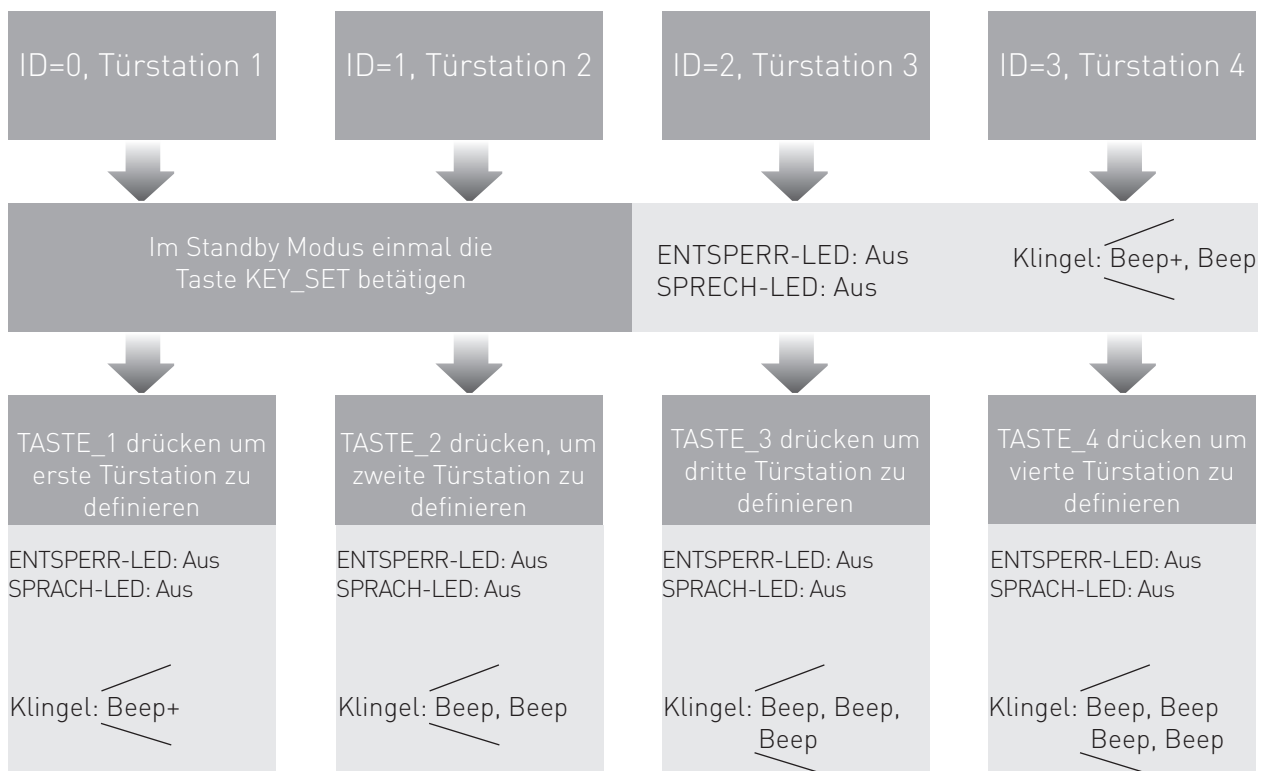 ID=0, Türstation 1
ID=1, Türstation 2
ID=2, Türstation 3
ID=3, Türstation 4
Im Standby Modus einmal die
Taste KEY_SET betätigen
ENTSPERR-LED: Aus
SPRECH-LED: Aus
Klingel: Beep+, Beep
TASTE_1 drücken um
erste Türstation zu
definieren
TASTE_2 drücken, um
zweite Türstation zu
definieren
TASTE_3 drücken um
dritte Türstation zu
definieren
TASTE_4 drücken um
vierte Türstation zu
definieren
ENTSPERR-LED: Aus
SPRACH-LED: Aus
ENTSPERR-LED: Aus
SPRACH-LED: Aus
ENTSPERR-LED: Aus
SPRACH-LED: Aus
ENTSPERR-LED: Aus
SPRACH-LED: Aus
Klingel: Beep+
Klingel: Beep, Beep
Klingel: Beep, Beep,
Beep
Klingel: Beep, Beep
Beep, Beep